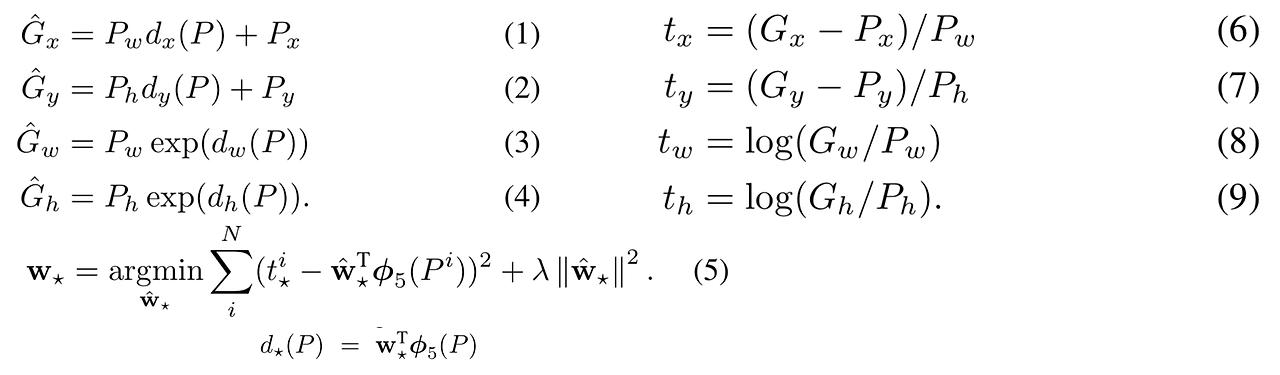 Ĝ_x = P_w d_x(P) + P_x (1)
Ĝ_y = P_h d_y(P) + P_y (2)
Ĝ_w = P_w exp(d_w(P)) (3)
Ĝ_h = P_h exp(d_h(P)). (4)
t_x = (G_x − P_x)/P_w (6)
t_y = (G_y − P_y)/P_h (7)
t_w = log(G_w/P_w) (8)
t_h = log(G_h/P_h). (9)
w_⋆ = argmin_{ŵ_⋆} ∑_i^N (t_⋆^i − ŵ_⋆^T ϕ_5(P^i))^2 + λ ‖ŵ_⋆‖^2 . (5)
d_⋆(P) = w_⋆^T ϕ_5(P)